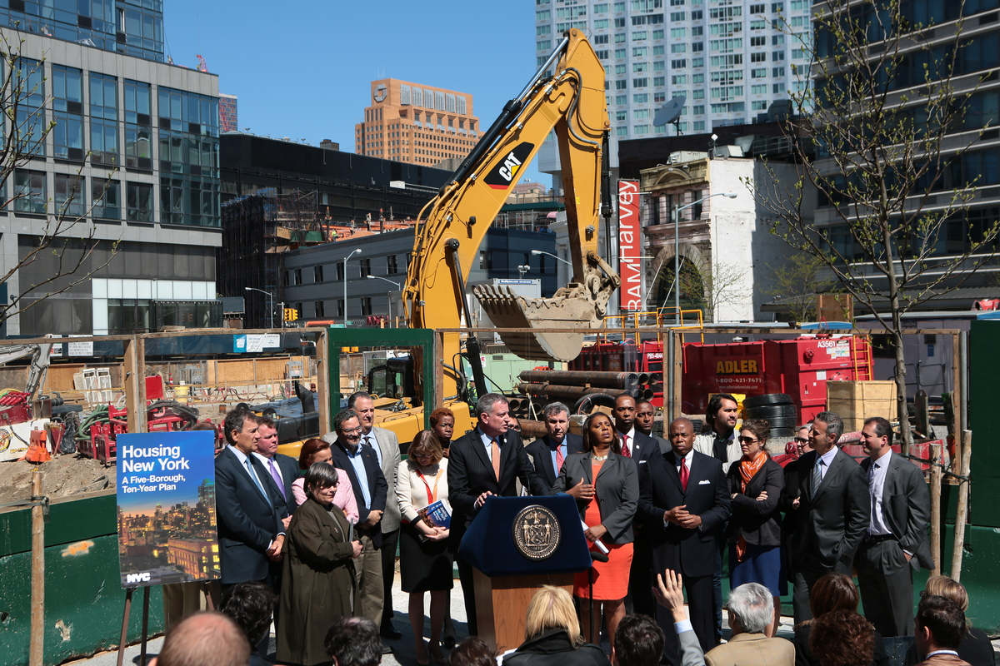 Housing
New York
A Five-Borough,
Ten-Year Plan
NYC
CAT
BAM Harvey
ADLER
1-800-421-7471
A3561